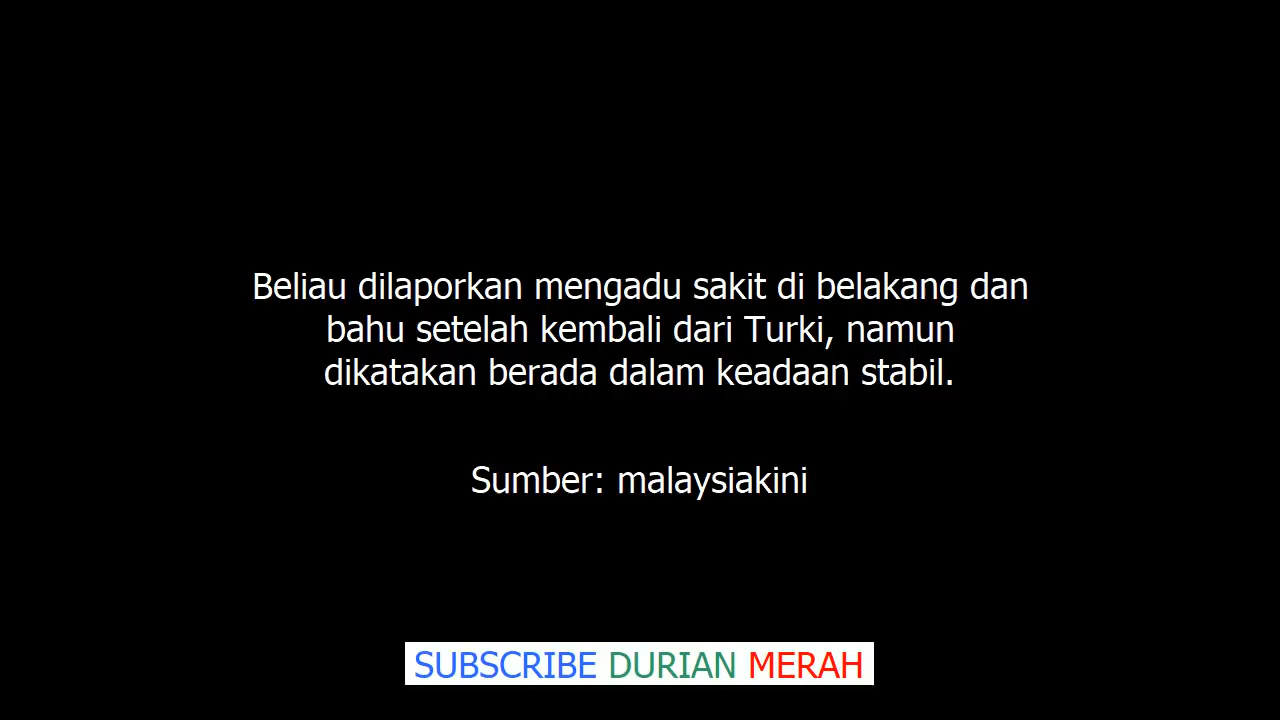 Beliau dilaporkan mengadu sakit di belakang dan
bahu setelah kembali dari Turki, namun
dikatakan berada dalam keadaan stabil.
Sumber: malaysiakini
SUBSCRIBE DURIAN MERAH